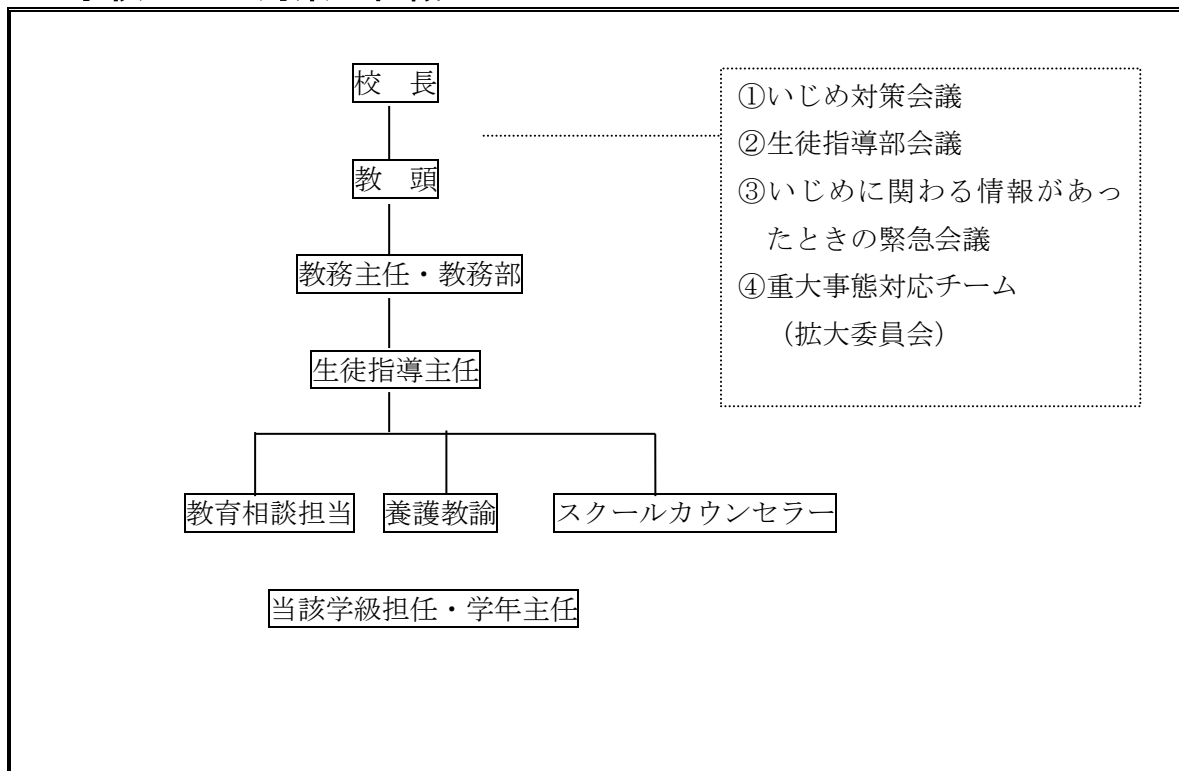 校　長
教　頭
教務主任・教務部
生徒指導主任
教育相談担当
養護教諭
スクールカウンセラー
当該学級担任・学年主任
①いじめ対策会議
②生徒指導部会議
③いじめに関わる情報があっ
たときの緊急会議
④重大事態対応チーム
（拡大委員会）